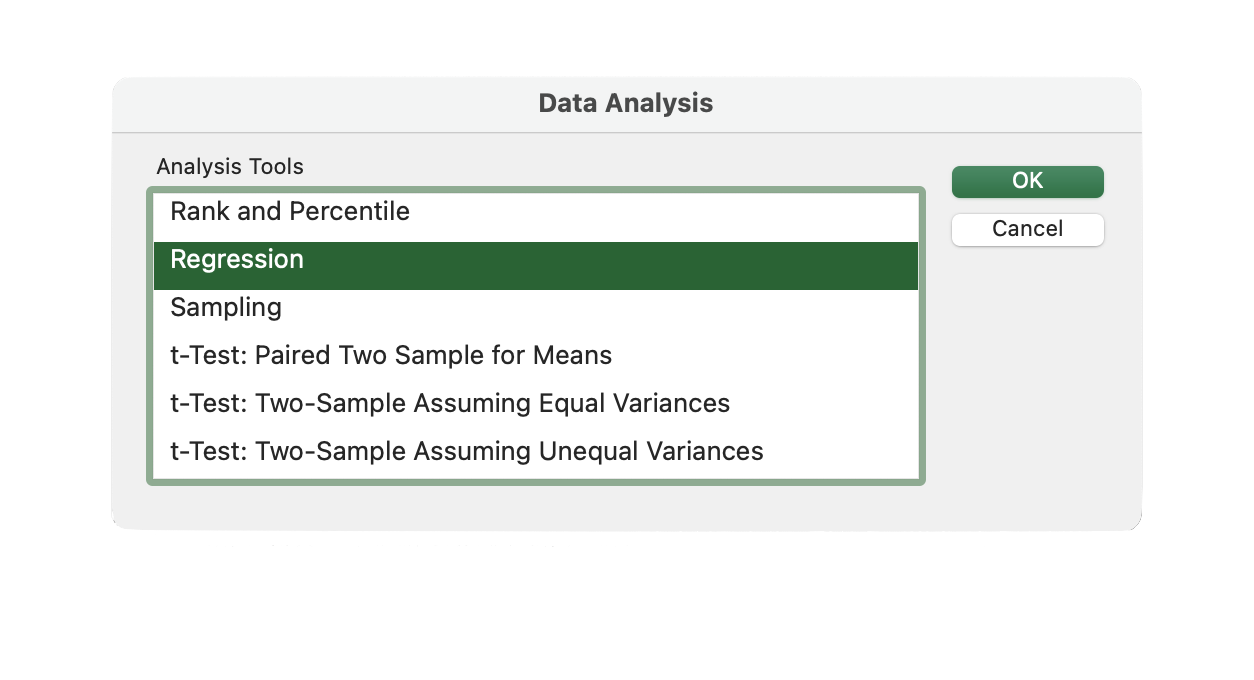 Data Analysis
Analysis Tools
Rank and Percentile
Regression
Sampling
t-Test: Paired Two Sample for Means
t-Test: Two-Sample Assuming Equal Variances
t-Test: Two-Sample Assuming Unequal Variances
OK
Cancel